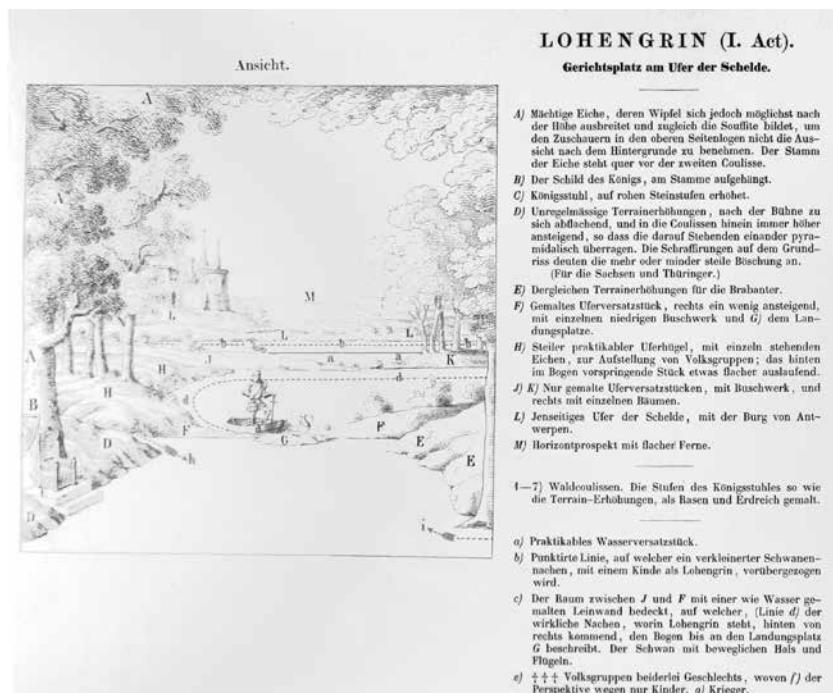 Ansicht.
A
A
M
L
L
L
b
b
b
J
a
a
K
A
H
H
d
d
B
H
F
F
G
E
D
h
E
D
i
LOHENGRIN (I. Act).
Gerichtsplatz am Ufer der Schelde.
A) Mächtige Eiche, deren Wipfel sich jedoch möglichst nach
der Höhe ausbreitet und zugleich die Souffite bildet, um
den Zuschauern in den oberen Seitenlogen nicht die Aus-
sicht nach dem Hintergrunde zu benehmen. Der Stamm
der Eiche steht quer vor der zweiten Coulisse.
B) Der Schild des Königs, am Stamme aufgehängt.
C) Königsstuhl, auf rohen Steinstufen erhöhet.
D) Unregelmässige Terrainerhöhungen, nach der Bühne zu
sich abflachend, und in die Coulissen hinein immer höher
ansteigend, so dass die darauf Stehenden einander pyra-
midalisch überragen. Die Schraffirungen auf dem Grund-
riss deuten die mehr oder minder steile Böschung an.
(Für die Sachsen und Thüringer.)
E) Dergleichen Terrainerhöhungen für die Brabanter.
F) Gemaltes Uferversatzstück, rechts ein wenig ansteigend,
mit einzelnen niedrigen Buschwerk und G) dem Lan-
dungsplatze.
H) Steiler praktikabler Uferhügel, mit einzeln stehenden
Eichen, zur Aufstellung von Volksgruppen; das hinten
im Bogen vorspringende Stück etwas flacher auslaufend.
J) K) Nur gemalte Uferversatzstücken, mit Buschwerk, und
rechts mit einzelnen Bäumen.
L) Jenseitiges Ufer der Schelde, mit der Burg von Ant-
werpen.
M) Horizontprospekt mit flacher Ferne.
1—7) Waldcoulissen. Die Stufen des Königsstuhles so wie
die Terrain-Erhöhungen, als Rasen und Erdreich gemalt.
a) Praktikables Wasserversatzstück.
b) Punktirte Linie, auf welcher ein verkleinerter Schwanen-
nachen, mit einem Kinde als Lohengrin, vorübergezogen
wird.
c) Der Raum zwischen J und F mit einer wie Wasser ge-
malten Leinwand bedeckt, auf welcher, (Linie d) der
wirkliche Nachen, worin Lohengrin steht, hinten von
rechts kommend, den Bogen bis an den Landungsplatz
G beschreibt. Der Schwan mit beweglichen Hals und
Flügeln.
e) ‡ ‡ ‡ Volksgruppen beiderlei Geschlechts, wovon f) der
Perspektive wegen nur Kinder. g) Krieger.